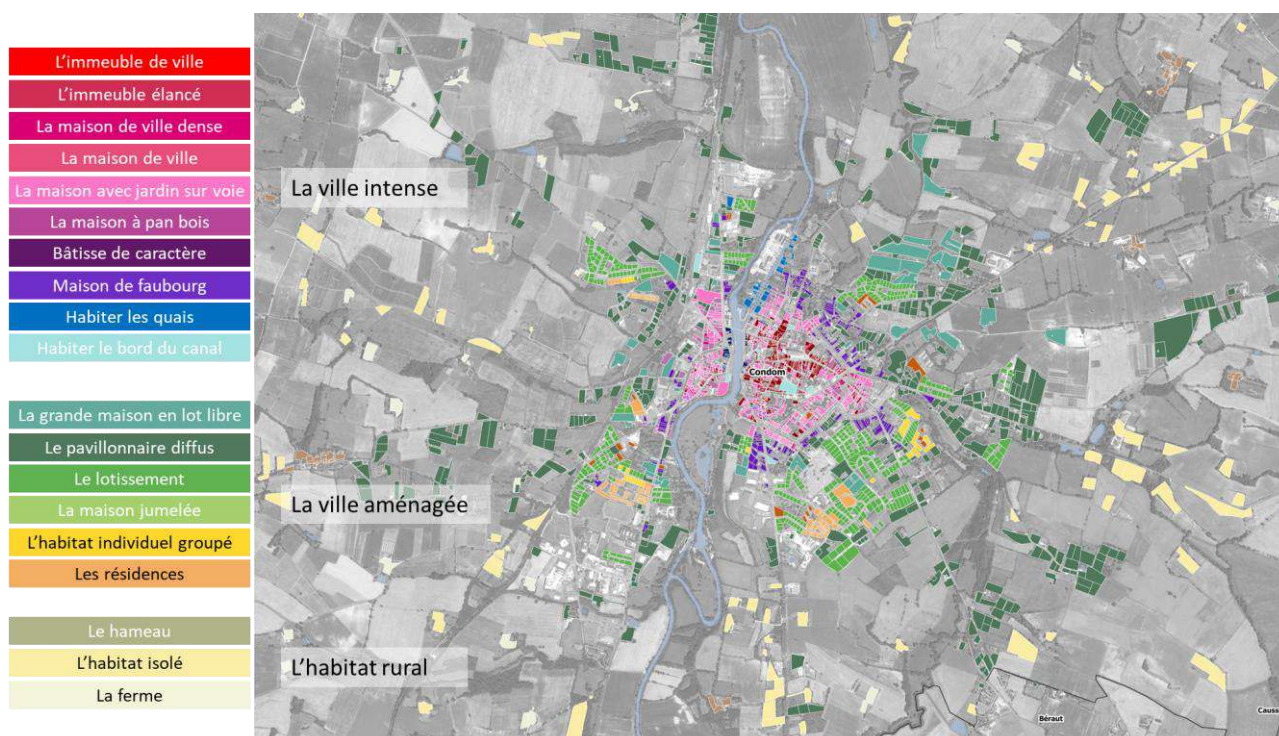 L'immeuble de ville
L'immeuble élancé
La maison de ville dense
La maison de ville
La maison avec jardin sur voie
La maison à pan bois
Bâtisse de caractère
Maison de faubourg
Habiter les quais
Habiter le bord du canal
La grande maison en lot libre
Le pavillonnaire diffus
Le lotissement
La maison jumelée
L'habitat individuel groupé
Les résidences
Le hameau
L'habitat isolé
La ferme
La ville intense
Condom
La ville aménagée
L'habitat rural
Béraut
Causs